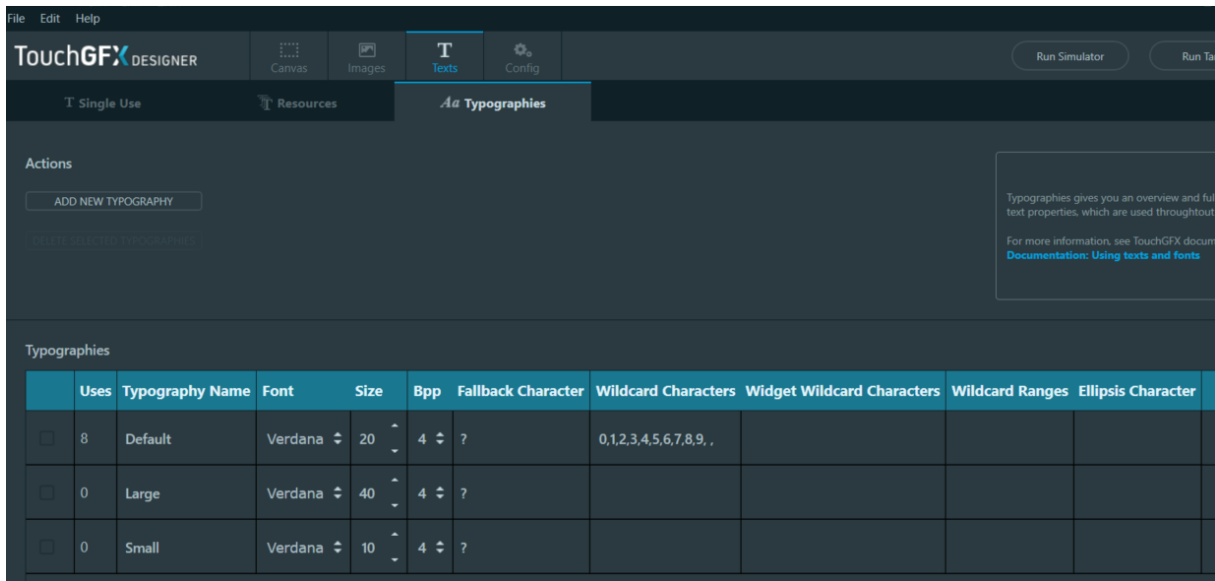 File Edit Help
TouchGFX DESIGNER
Canvas Images Texts Config
Run Simulator Run Ta
Single Use Resources Aa Typographies
Actions
ADD NEW TYPOGRAPHY
DELETE SELECTED TYPOGRAPHIES
Typographies gives you an overview and ful
text properties, which are used throughtout
For more information, see TouchGFX docum
Documentation: Using texts and fonts
Typographies
Uses Typography Name Font Size Bpp Fallback Character Wildcard Characters Widget Wildcard Characters Wildcard Ranges Ellipsis Character
8 Default Verdana 20 4 ? 0,1,2,3,4,5,6,7,8,9, ,
0 Large Verdana 40 4 ?
0 Small Verdana 10 4 ?